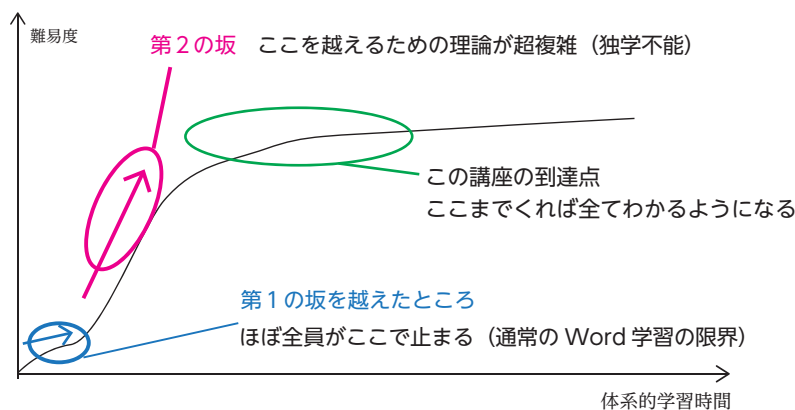 難易度
第2の坂 ここを越えるための理論が超複雑（独学不能）
この講座の到達点
ここまでくれば全てわかるようになる
第1の坂を越えたところ
ほぼ全員がここで止まる（通常の Word 学習の限界）
体系的学習時間